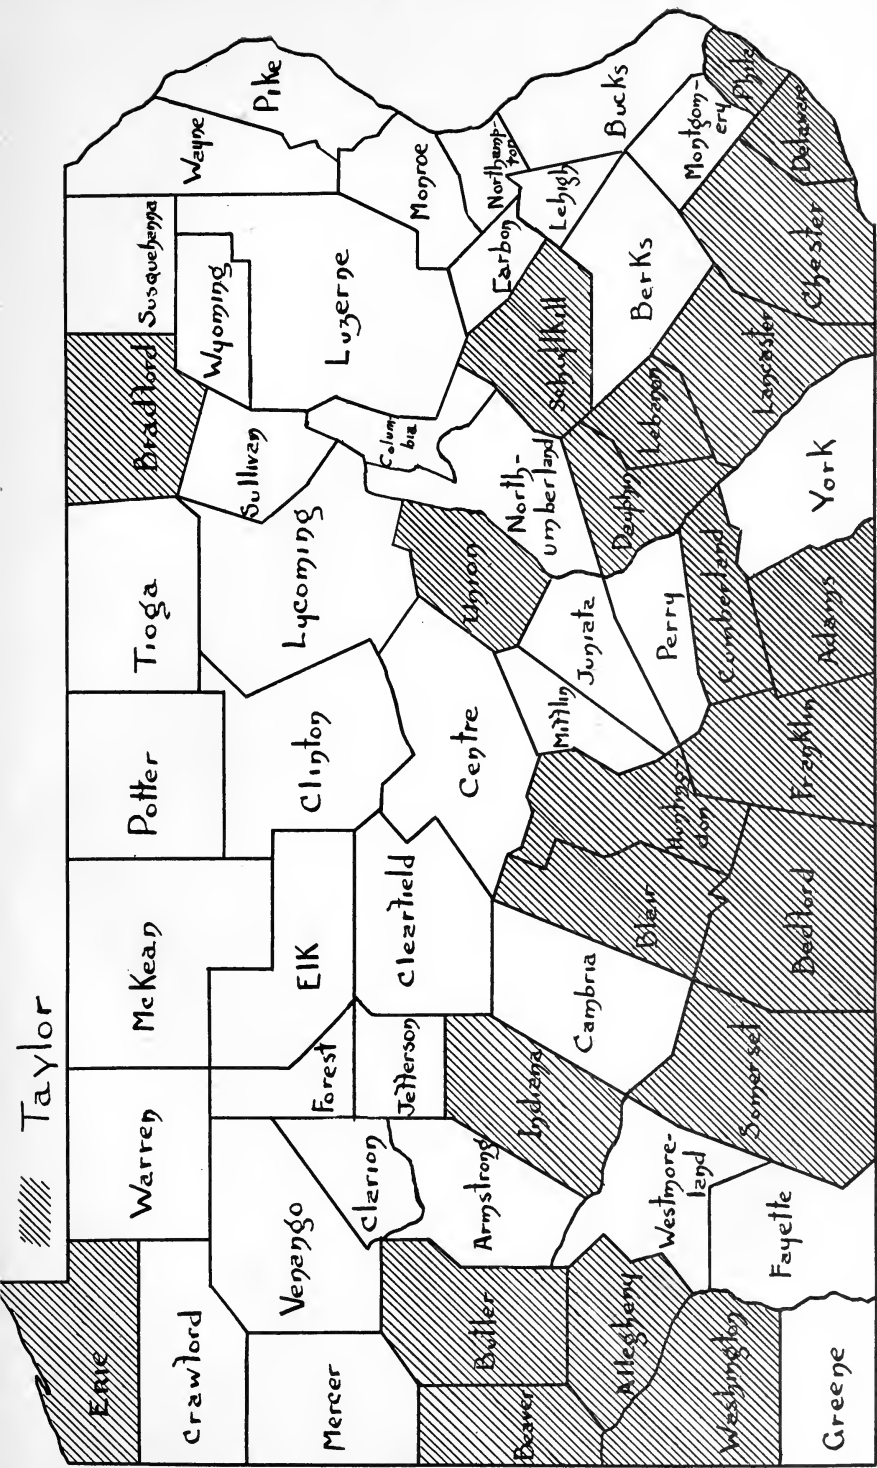 Taylor
Erie
Crawford
Mercer
Beaver
Butler
Allegheny
Washington
Greene
Fayette
Westmore-
land
Armstrong
Clarion
Venango
Warren
Forest
Jefferson
Indiana
Somerset
Cambria
Clearfield
Elk
McKean
Potter
Clinton
Centre
Blair
Bedford
Hunting-
don
Franklin
Mifflin
Juniata
Perry
Cumberland
Adams
York
Union
Lycoming
Tioga
Bradford
Sullivan
Colum-
bia
North-
umberland
Dauphin
Lebanon
Lancaster
Schuylkill
Luzerne
Wyoming
Susquehanna
Wayne
Pike
Monroe
Carbon
Northamp-
ton
Lehigh
Berks
Bucks
Montgom-
ery
Phila
Delaware
Chester